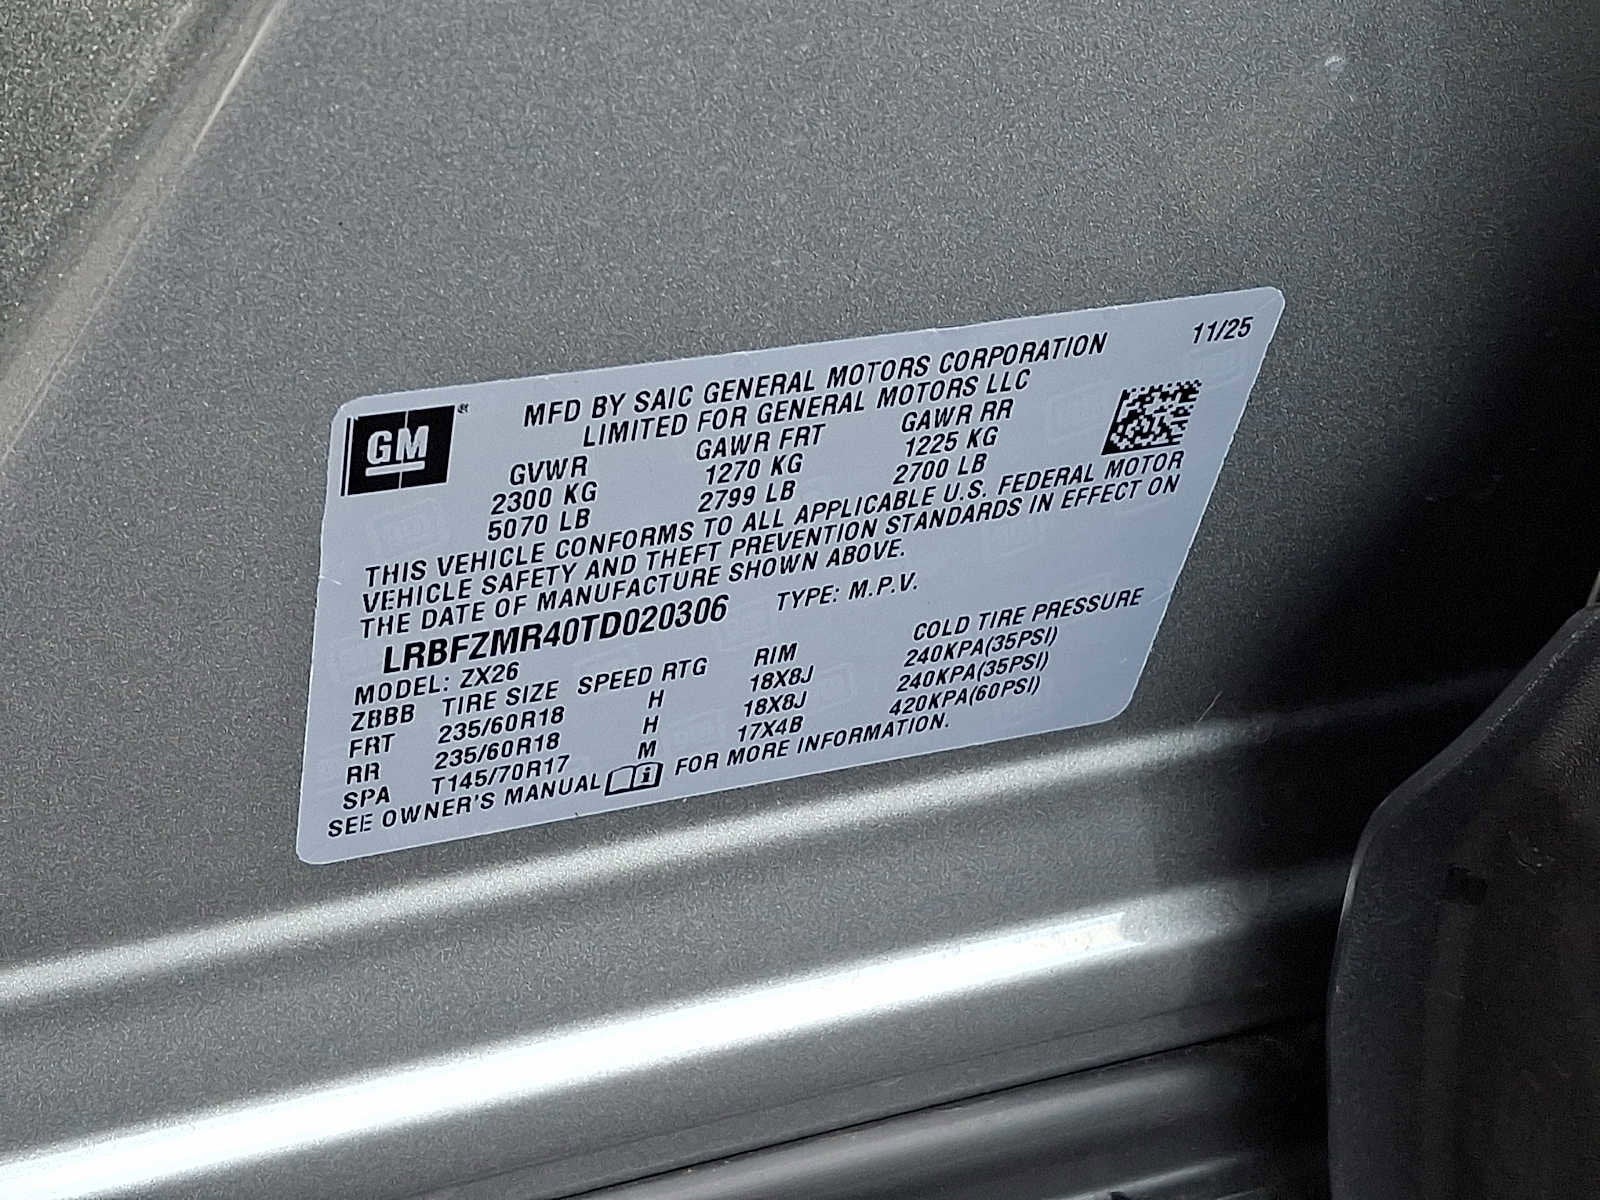 11/25
GM®
MFD BY SAIC GENERAL MOTORS CORPORATION
LIMITED FOR GENERAL MOTORS LLC
GVWR GAWR FRT GAWR RR
2300 KG 1270 KG 1225 KG
5070 LB 2799 LB 2700 LB
THIS VEHICLE CONFORMS TO ALL APPLICABLE U.S. FEDERAL MOTOR
VEHICLE SAFETY AND THEFT PREVENTION STANDARDS IN EFFECT ON
THE DATE OF MANUFACTURE SHOWN ABOVE.
LRBFZMR40TD020306 TYPE: M.P.V.
MODEL: ZX26
ZBBB TIRE SIZE SPEED RTG RIM COLD TIRE PRESSURE
FRT 235/60R18 H 18X8J 240KPA(35PSI)
RR 235/60R18 H 18X8J 240KPA(35PSI)
SPA T145/70R17 M 17X4B 420KPA(60PSI)
SEE OWNER'S MANUAL i FOR MORE INFORMATION.